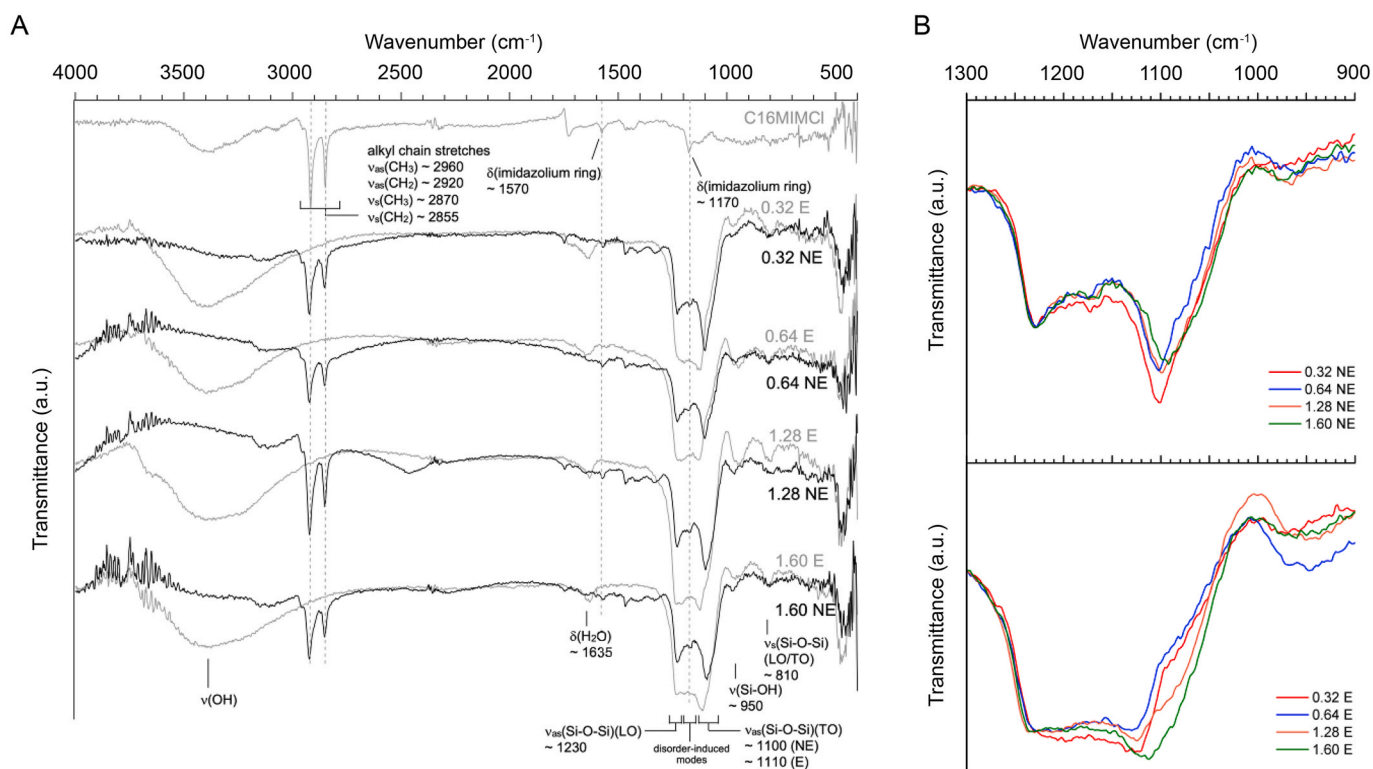 A
Wavenumber (cm-1)
4000 3500 3000 2500 2000 1500 1000 500
Transmittance (a.u.)
C16MIMCl
alkyl chain stretches
νas(CH3) ~ 2960
νas(CH2) ~ 2920
νs(CH3) ~ 2870
νs(CH2) ~ 2855
δ(imidazolium ring)
~ 1570
δ(imidazolium ring)
~ 1170
0.32 E
0.32 NE
0.64 E
0.64 NE
1.28 E
1.28 NE
1.60 E
1.60 NE
δ(H2O)
~ 1635
νs(Si-O-Si)
(LO/TO)
~ 810
ν(OH)
ν(Si-OH)
~ 950
νas(Si-O-Si)(LO)
~ 1230
disorder-induced
modes
νas(Si-O-Si)(TO)
~ 1100 (NE)
~ 1110 (E)
B
Wavenumber (cm-1)
1300 1200 1100 1000 900
Transmittance (a.u.)
0.32 NE
0.64 NE
1.28 NE
1.60 NE
Transmittance (a.u.)
0.32 E
0.64 E
1.28 E
1.60 E